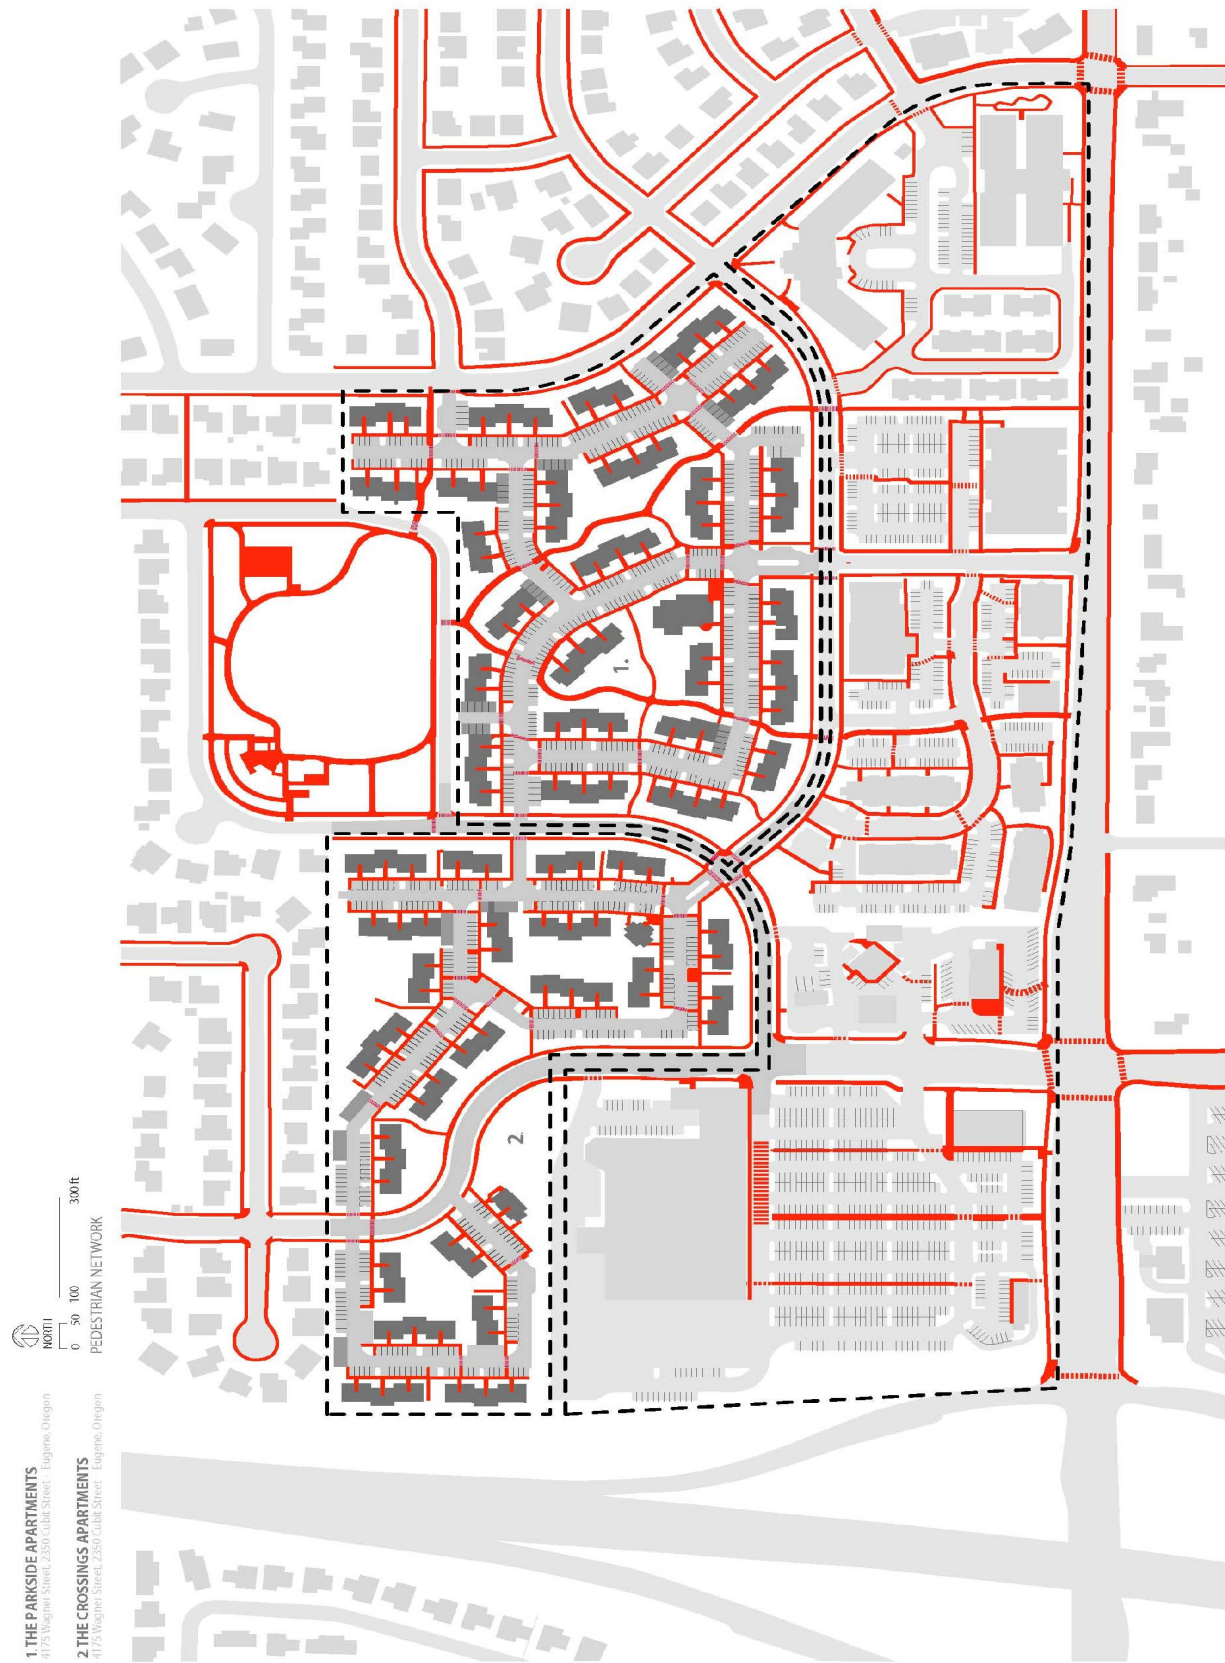 1. THE PARKSIDE APARTMENTS
4175 Wagner Street, 2350 Cubit Street - Eugene, Oregon
2. THE CROSSINGS APARTMENTS
4175 Wagner Street, 2350 Cubit Street Eugene, Oregon
NORTH
0 50 100 300 ft
PEDESTRIAN NETWORK
1.
2.